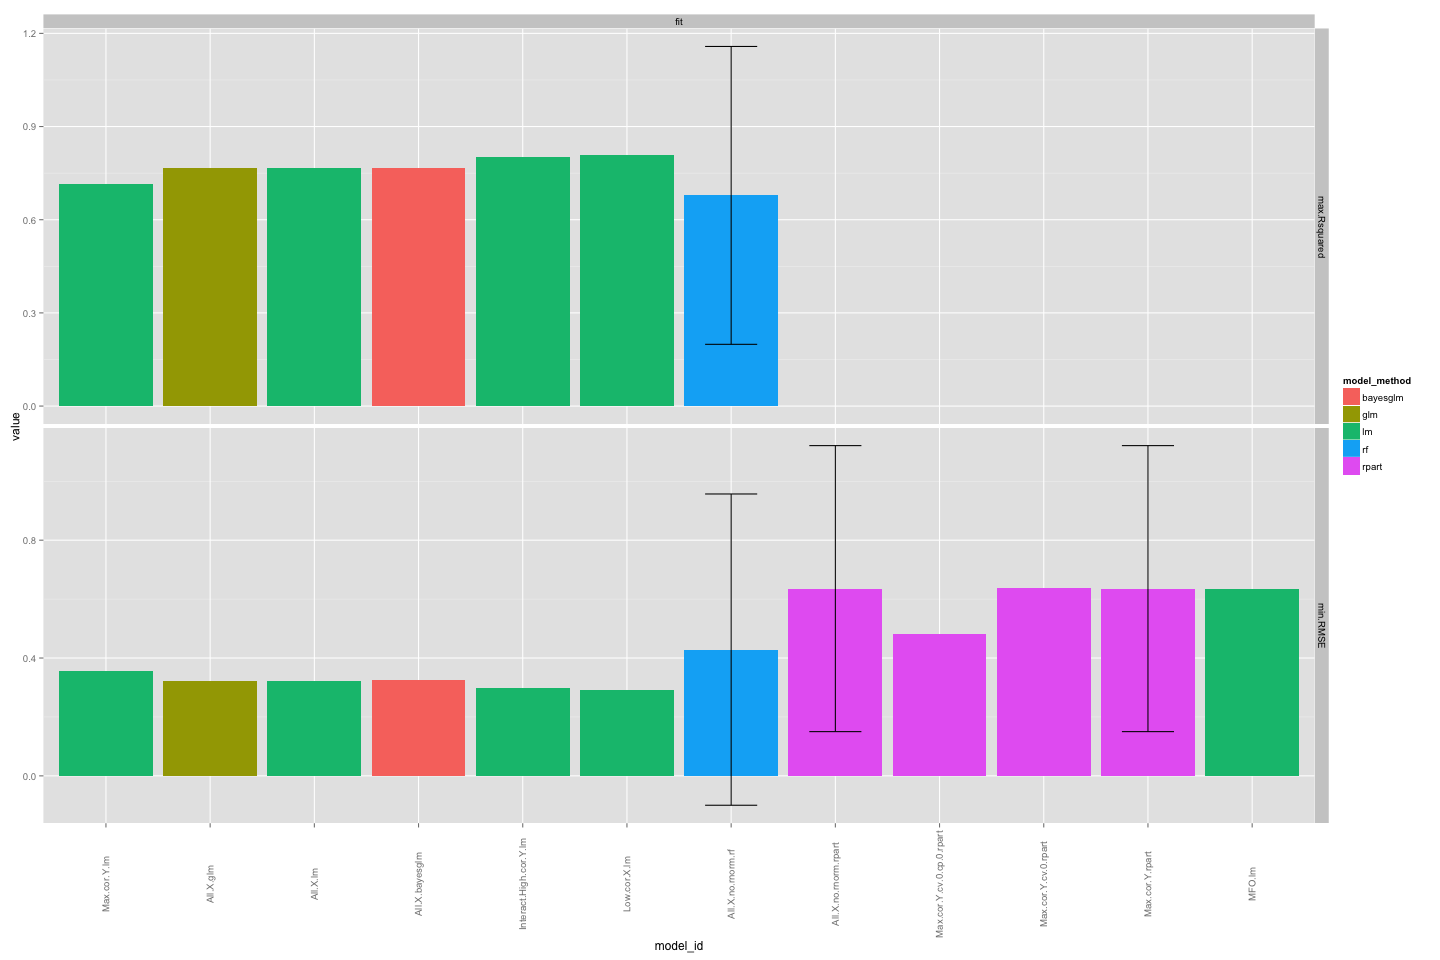 fit
1.2
0.9
0.6
0.3
0.0
max.Rsquared
value
0.8
0.4
0.0
min.RMSE
Max.cor.Y.lm
All.X.glm
All.X.lm
All.X.bayesglm
Interact.High.cor.Y.lm
Low.cor.X.lm
All.X.no.rnorm.rf
All.X.no.rnorm.rpart
Max.cor.Y.cv.0.cp.0.rpart
Max.cor.Y.cv.0.rpart
Max.cor.Y.rpart
MFO.lm
model_id
model_method
bayesglm
glm
lm
rf
rpart